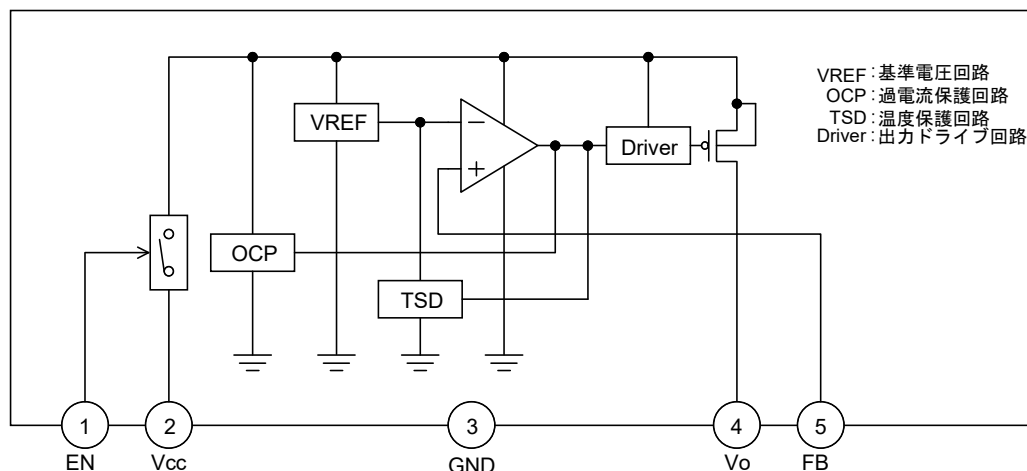 VREF：基準電圧回路
OCP：過電流保護回路
TSD：温度保護回路
Driver：出力ドライブ回路
VREF
−
+
Driver
OCP
TSD
1
2
3
4
5
EN
Vcc
GND
Vo
FB